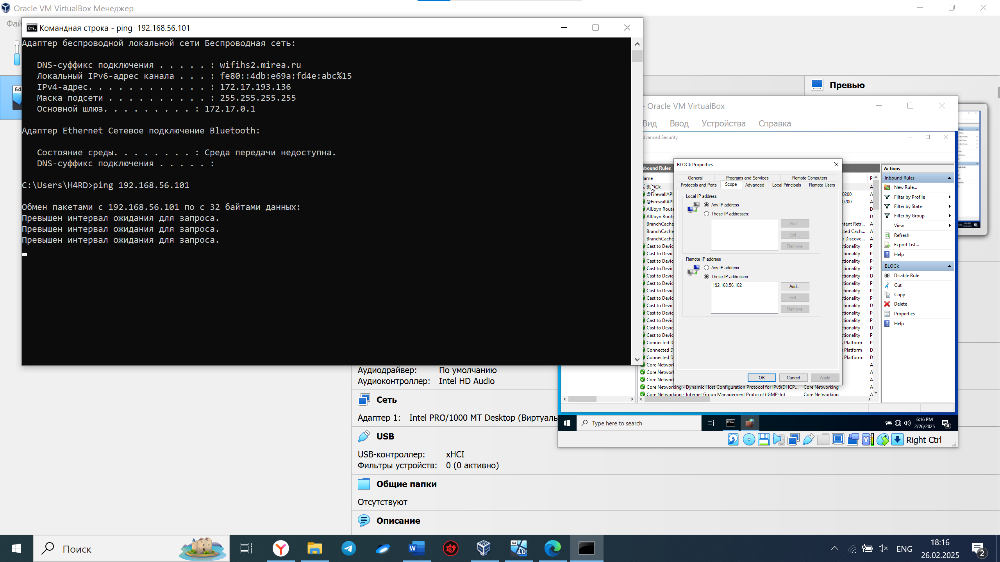 Oracle VM VirtualBox Менеджер
Фай
Командная строка - ping 192.168.56.101
Адаптер беспроводной локальной сети Беспроводная сеть:
DNS-суффикс подключения . . . . . : wifihs2.mirea.ru
Локальный IPv6-адрес канала . . . : fe80::4db:e69a:fd4e:abc%15
IPv4-адрес. . . . . . . . . . . . : 172.17.193.136
Маска подсети . . . . . . . . . . : 255.255.255.255
Основной шлюз. . . . . . . . . : 172.17.0.1
Адаптер Ethernet Сетевое подключение Bluetooth:
Состояние среды. . . . . . . . : Среда передачи недоступна.
DNS-суффикс подключения . . . . . :
C:\Users\H4RD>ping 192.168.56.101
Обмен пакетами с 192.168.56.101 по с 32 байтами данных:
Превышен интервал ожидания для запроса.
Превышен интервал ожидания для запроса.
Превышен интервал ожидания для запроса.
64
Превью
- Oracle VM VirtualBox
Вид Ввод Устройства Справка
dvanced Security
nbound Rules
ame P
BLOCk A
@FirewallAPI 0200 A
@FirewallAPI 0200 A
AllJoyn Route D
AllJoyn Route D
BranchCache ntent Retr... A
BranchCache sted Cach... A
BranchCache r Discove... A
Cast to Devic tionality P
Cast to Devic tionality P
Cast to Devic tionality D
Cast to Devic tionality P
Cast to Devic tionality D
Cast to Devic tionality P
Cast to Devic tionality D
Cast to Devic tionality P
Cast to Devic tionality D
Cast to Devic tionality P
Cast to Devic tionality P
Cast to Devic tionality D
Cast to Devic tionality P
Connected D s Platform P
Connected D s Platform D
Connected D s Platform D
Core Networ A
Core Networ A
Core Networ A
Core Networking - Dynamic Host Configuration Protocol for IPv6(DHCP... Core Networking A
Core Networking - Internet Group Management Protocol (IGMP-In) Core Networking A
BLOCk Properties
General Programs and Services Remote Computers
Protocols and Ports Scope Advanced Local Principals Remote Users
Local IP address
Any IP address
These IP addresses:
Add...
Edit...
Remove
Remote IP address
Any IP address
These IP addresses:
192.168.56.102
Add...
Edit...
Remove
OK Cancel Apply
Actions
Inbound Rules
New Rule...
Filter by Profile
Filter by State
Filter by Group
View
Refresh
Export List...
Help
BLOCk
Disable Rule
Cut
Copy
Delete
Properties
Help
Type here to search
6:16 PM
2/26/2025
4
Right Ctrl
Аудиодрайвер: По умолчанию
Аудиоконтроллер: Intel HD Audio
Сеть
Адаптер 1: Intel PRO/1000 MT Desktop (Виртуаль
USB
USB-контроллер: xHCI
Фильтры устройств: 0 (0 активно)
Общие папки
Отсутствуют
Описание
Поиск
64
10
ENG
18:16
26.02.2025
2